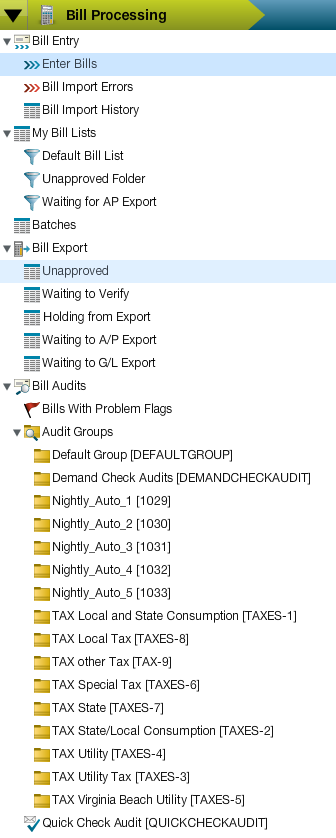 Bill Processing
Bill Entry
Enter Bills
Bill Import Errors
Bill Import History
My Bill Lists
Default Bill List
Unapproved Folder
Waiting for AP Export
Batches
Bill Export
Unapproved
Waiting to Verify
Holding from Export
Waiting to A/P Export
Waiting to G/L Export
Bill Audits
Bills With Problem Flags
Audit Groups
Default Group [DEFAULTGROUP]
Demand Check Audits [DEMANDCHECKAUDIT]
Nightly_Auto_1 [1029]
Nightly_Auto_2 [1030]
Nightly_Auto_3 [1031]
Nightly_Auto_4 [1032]
Nightly_Auto_5 [1033]
TAX Local and State Consumption [TAXES-1]
TAX Local Tax [TAXES-8]
TAX other Tax [TAX-9]
TAX Special Tax [TAXES-6]
TAX State [TAXES-7]
TAX State/Local Consumption [TAXES-2]
TAX Utility [TAXES-4]
TAX Utility Tax [TAXES-3]
TAX Virginia Beach Utility [TAXES-5]
Quick Check Audit [QUICKCHECKAUDIT]